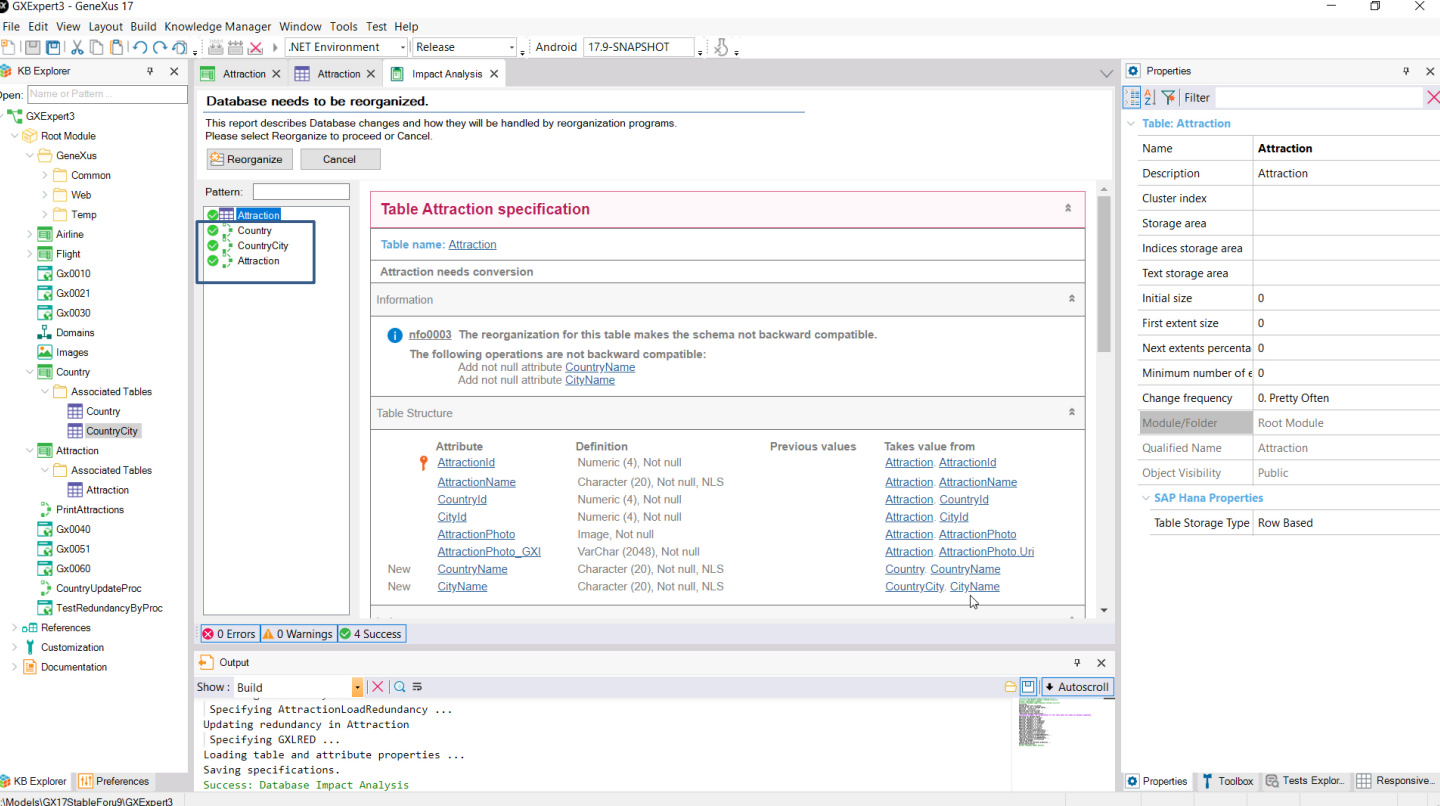 GXExpert3 - GeneXus 17
File Edit View Layout Build Knowledge Manager Window Tools Test Help
.NET Environment Release Android 17.9-SNAPSHOT
KB Explorer
Open: Name or Pattern ...
GXExpert3
Root Module
GeneXus
Common
Web
Temp
Airline
Flight
Gx0010
Gx0021
Gx0030
Domains
Images
Country
Associated Tables
Country
CountryCity
Attraction
Associated Tables
Attraction
PrintAttractions
Gx0040
Gx0051
Gx0060
CountryUpdateProc
TestRedundancyByProc
References
Customization
Documentation
KB Explorer Preferences
Attraction Attraction Impact Analysis
Database needs to be reorganized.
This report describes Database changes and how they will be handled by reorganization programs.
Please select Reorganize to proceed or Cancel.
Reorganize Cancel
Pattern:
Attraction
Country
CountryCity
Attraction
Table Attraction specification
Table name: Attraction
Attraction needs conversion
Information
nfo0003 The reorganization for this table makes the schema not backward compatible.
The following operations are not backward compatible:
Add not null attribute CountryName
Add not null attribute CityName
Table Structure
Attribute Definition Previous values Takes value from
AttractionId Numeric (4), Not null Attraction. AttractionId
AttractionName Character (20), Not null, NLS Attraction. AttractionName
CountryId Numeric (4), Not null Attraction. CountryId
CityId Numeric (4), Not null Attraction. CityId
AttractionPhoto Image, Not null Attraction. AttractionPhoto
AttractionPhoto_GXI VarChar (2048), Not null Attraction. AttractionPhoto.Uri
New CountryName Character (20), Not null, NLS Country. CountryName
New CityName Character (20), Not null, NLS CountryCity. CityName
0 Errors 0 Warnings 4 Success
Output
Show : Build Autoscroll
Specifying AttractionLoadRedundancy ...
Updating redundancy in Attraction
Specifying GXLRED ...
Loading table and attribute properties ...
Saving specifications.
Success: Database Impact Analysis
Properties
Filter
Table: Attraction
Name Attraction
Description Attraction
Cluster index
Storage area
Indices storage area
Text storage area
Initial size 0
First extent size 0
Next extents percenta 0
Minimum number of e 0
Change frequency 0. Pretty Often
Module/Folder Root Module
Qualified Name Attraction
Object Visibility Public
SAP Hana Properties
Table Storage Type Row Based
Properties Toolbox Tests Explor... Responsive...
:\Models\GX17StableForu9\GXExpert3